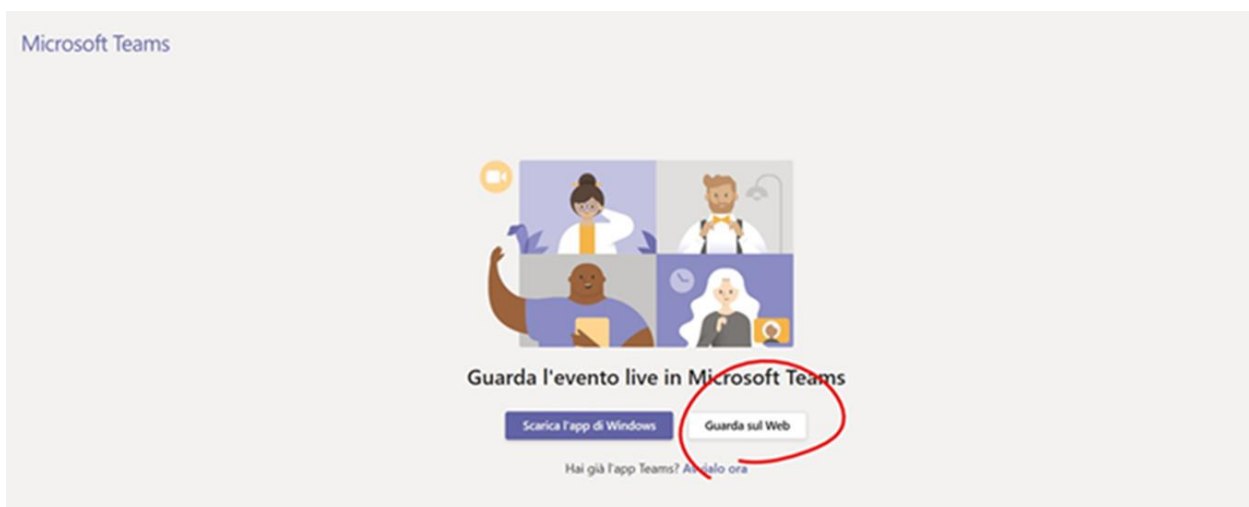 Microsoft Teams
Guarda l'evento live in Microsoft Teams
Scarica l'app di Windows
Guarda sul Web
Hai già l'app Teams? Avvialo ora